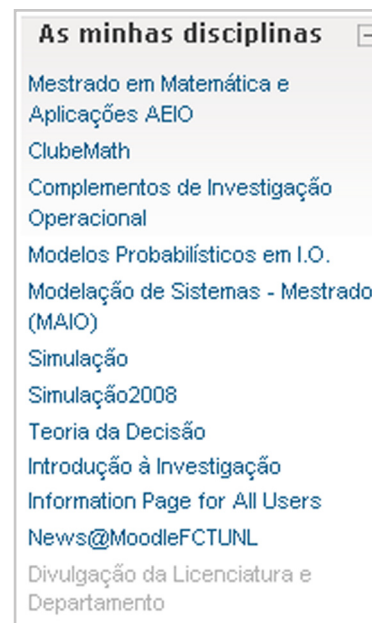 As minhas disciplinas
Mestrado em Matemática e
Aplicações AEIO
ClubeMath
Complementos de Investigação
Operacional
Modelos Probabilísticos em I.O.
Modelação de Sistemas - Mestrado
(MAIO)
Simulação
Simulação2008
Teoria da Decisão
Introdução à Investigação
Information Page for All Users
News@MoodleFCTUNL
Divulgação da Licenciatura e
Departamento